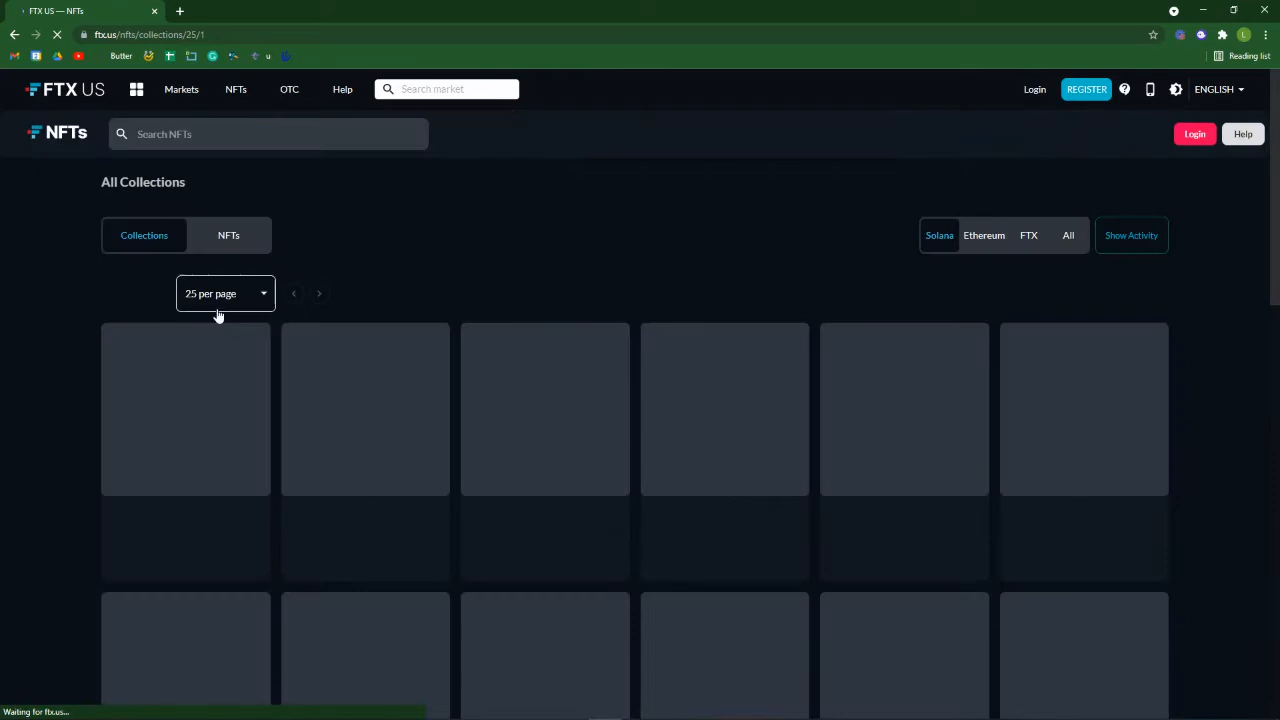 FTX US — NFTs
ftx.us/nfts/collections/25/1
Butter
u
Reading list
FTX US
Markets
NFTs
OTC
Help
Search market
Login
REGISTER
ENGLISH
NFTs
Search NFTs
Login
Help
All Collections
Collections
NFTs
Solana
Ethereum
FTX
All
Show Activity
25 per page
Waiting for ftx.us...